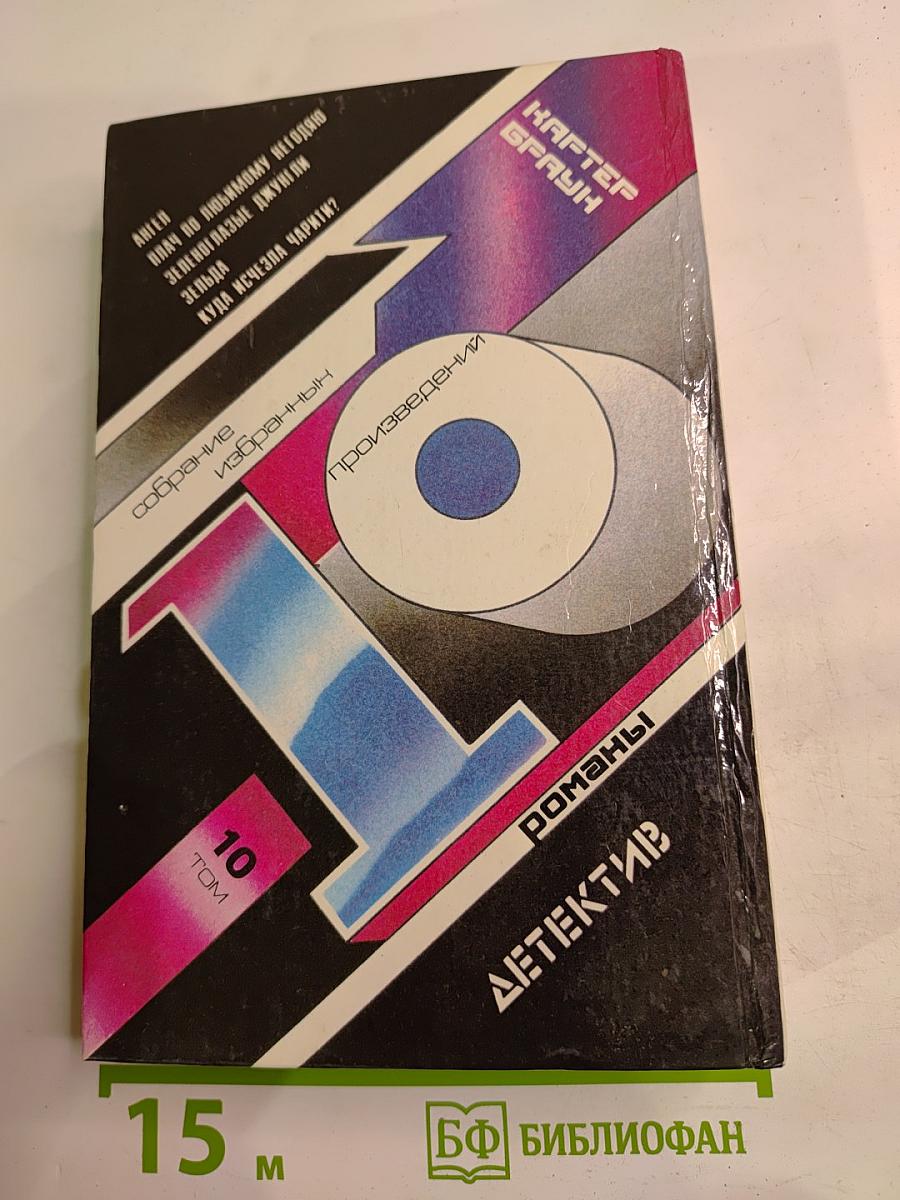 АНГЕЛ
ПЛАЧ ПО ЛЮБИМОМУ НЕГОДЯЮ
ЗЕЛЕНОГЛАЗЫЕ ДЖУНГЛИ
ЗЕЛЬДА
КУДА ИСЧЕЗЛА ЧАРИТИ?
КАРТЕР
БРАУН
собрание
избранных
произведений
10
10
ТОМ
романы
ДЕТЕКТИВ
15 м
БФ БИБЛИОФАН